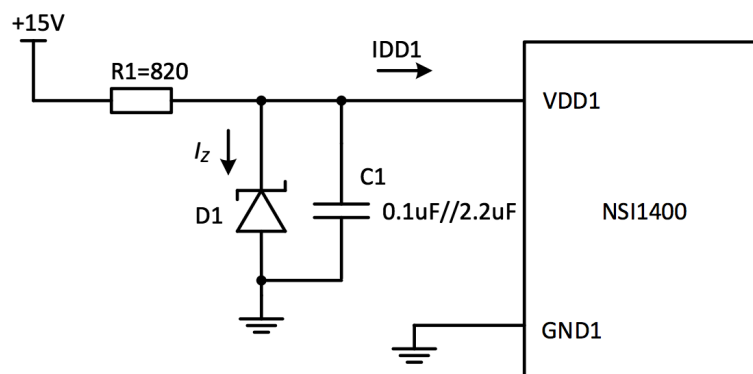 +15V
R1=820
IDD1
VDD1
Iz
C1
D1
0.1uF//2.2uF
NSI1400
GND1